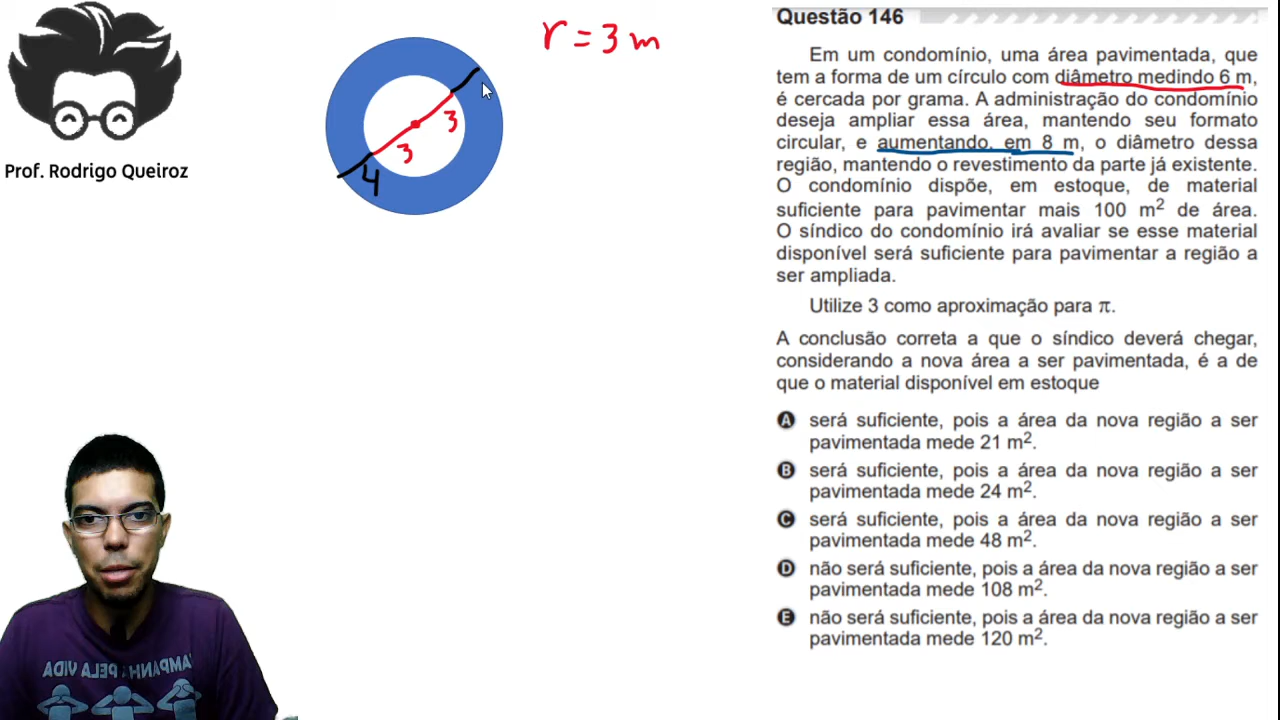 Prof. Rodrigo Queiroz
r = 3 m
3
3
4
Questão 146
Em um condomínio, uma área pavimentada, que
tem a forma de um círculo com diâmetro medindo 6 m,
é cercada por grama. A administração do condomínio
deseja ampliar essa área, mantendo seu formato
circular, e aumentando, em 8 m, o diâmetro dessa
região, mantendo o revestimento da parte já existente.
O condomínio dispõe, em estoque, de material
suficiente para pavimentar mais 100 m² de área.
O síndico do condomínio irá avaliar se esse material
disponível será suficiente para pavimentar a região a
ser ampliada.
Utilize 3 como aproximação para π.
A conclusão correta a que o síndico deverá chegar,
considerando a nova área a ser pavimentada, é a de
que o material disponível em estoque
A será suficiente, pois a área da nova região a ser
pavimentada mede 21 m².
B será suficiente, pois a área da nova região a ser
pavimentada mede 24 m².
C será suficiente, pois a área da nova região a ser
pavimentada mede 48 m².
D não será suficiente, pois a área da nova região a ser
pavimentada mede 108 m².
E não será suficiente, pois a área da nova região a ser
pavimentada mede 120 m².
CAMPANHA PELA VIDA